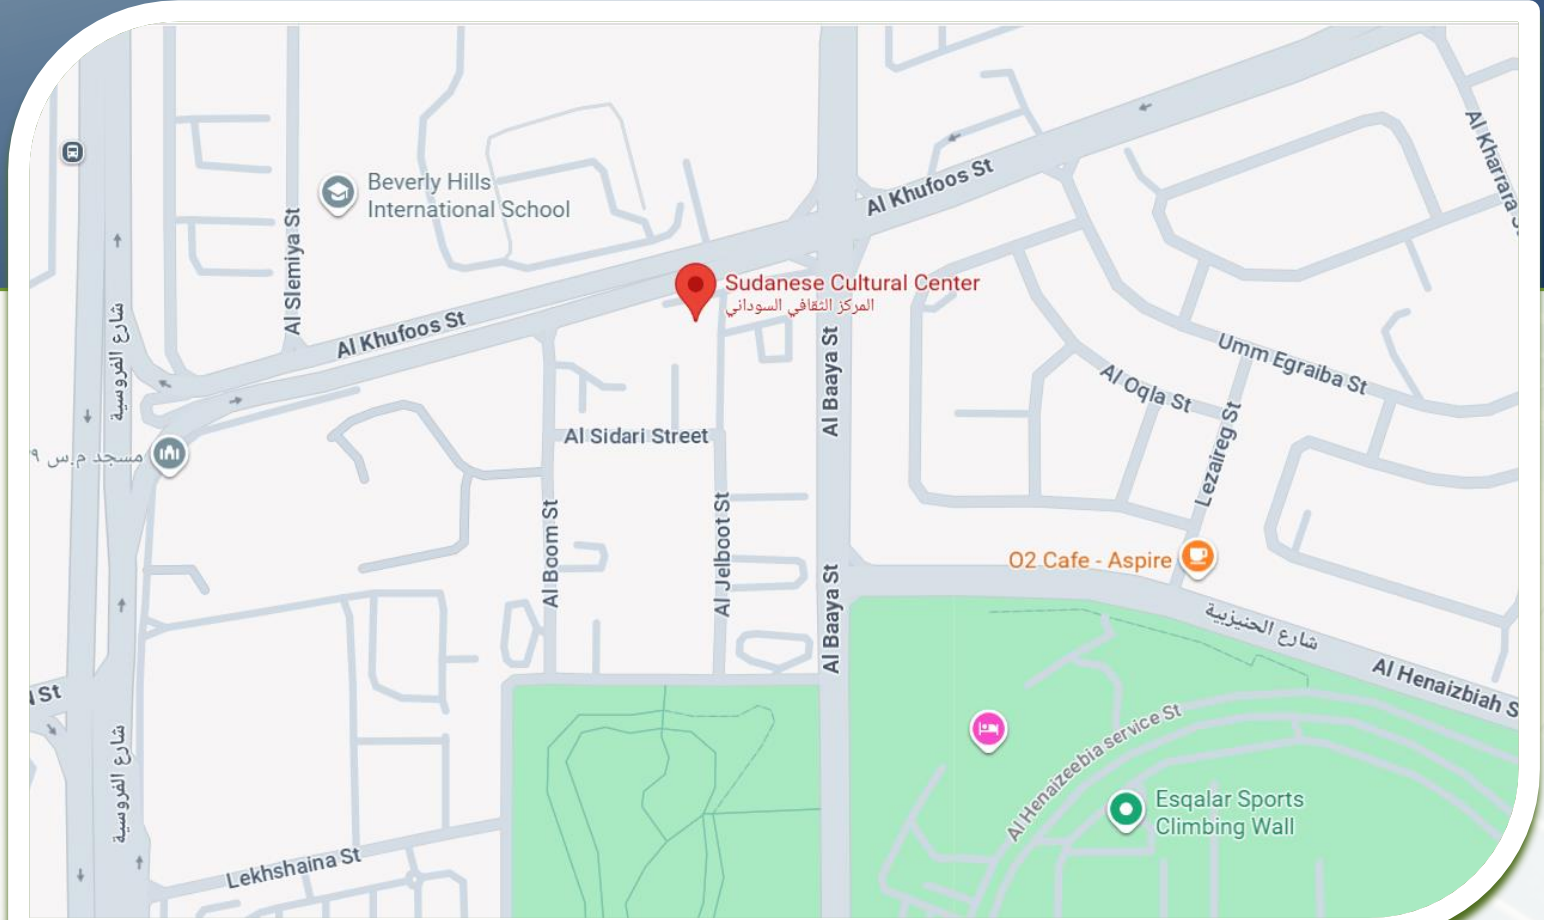 Al Kharrara
Al Khufoos St
Beverly Hills
International School
Al Slemiya St
Sudanese Cultural Center
المركز الثقافي السوداني
Al Khufoos St
شارع الفروسية
Al Baaya St
Umm Egraiba St
Al Oqla St
Lezaireg St
Al Sidari Street
مسجد م.س ٩
Al Boom St
Al Jelboot St
O2 Cafe - Aspire
Al Baaya St
شارع الحنيزبية
Al Henaizbiah S
St
شارع الفروسية
Al Henaizeebia service St
Esqalar Sports
Climbing Wall
Lekhshaina St